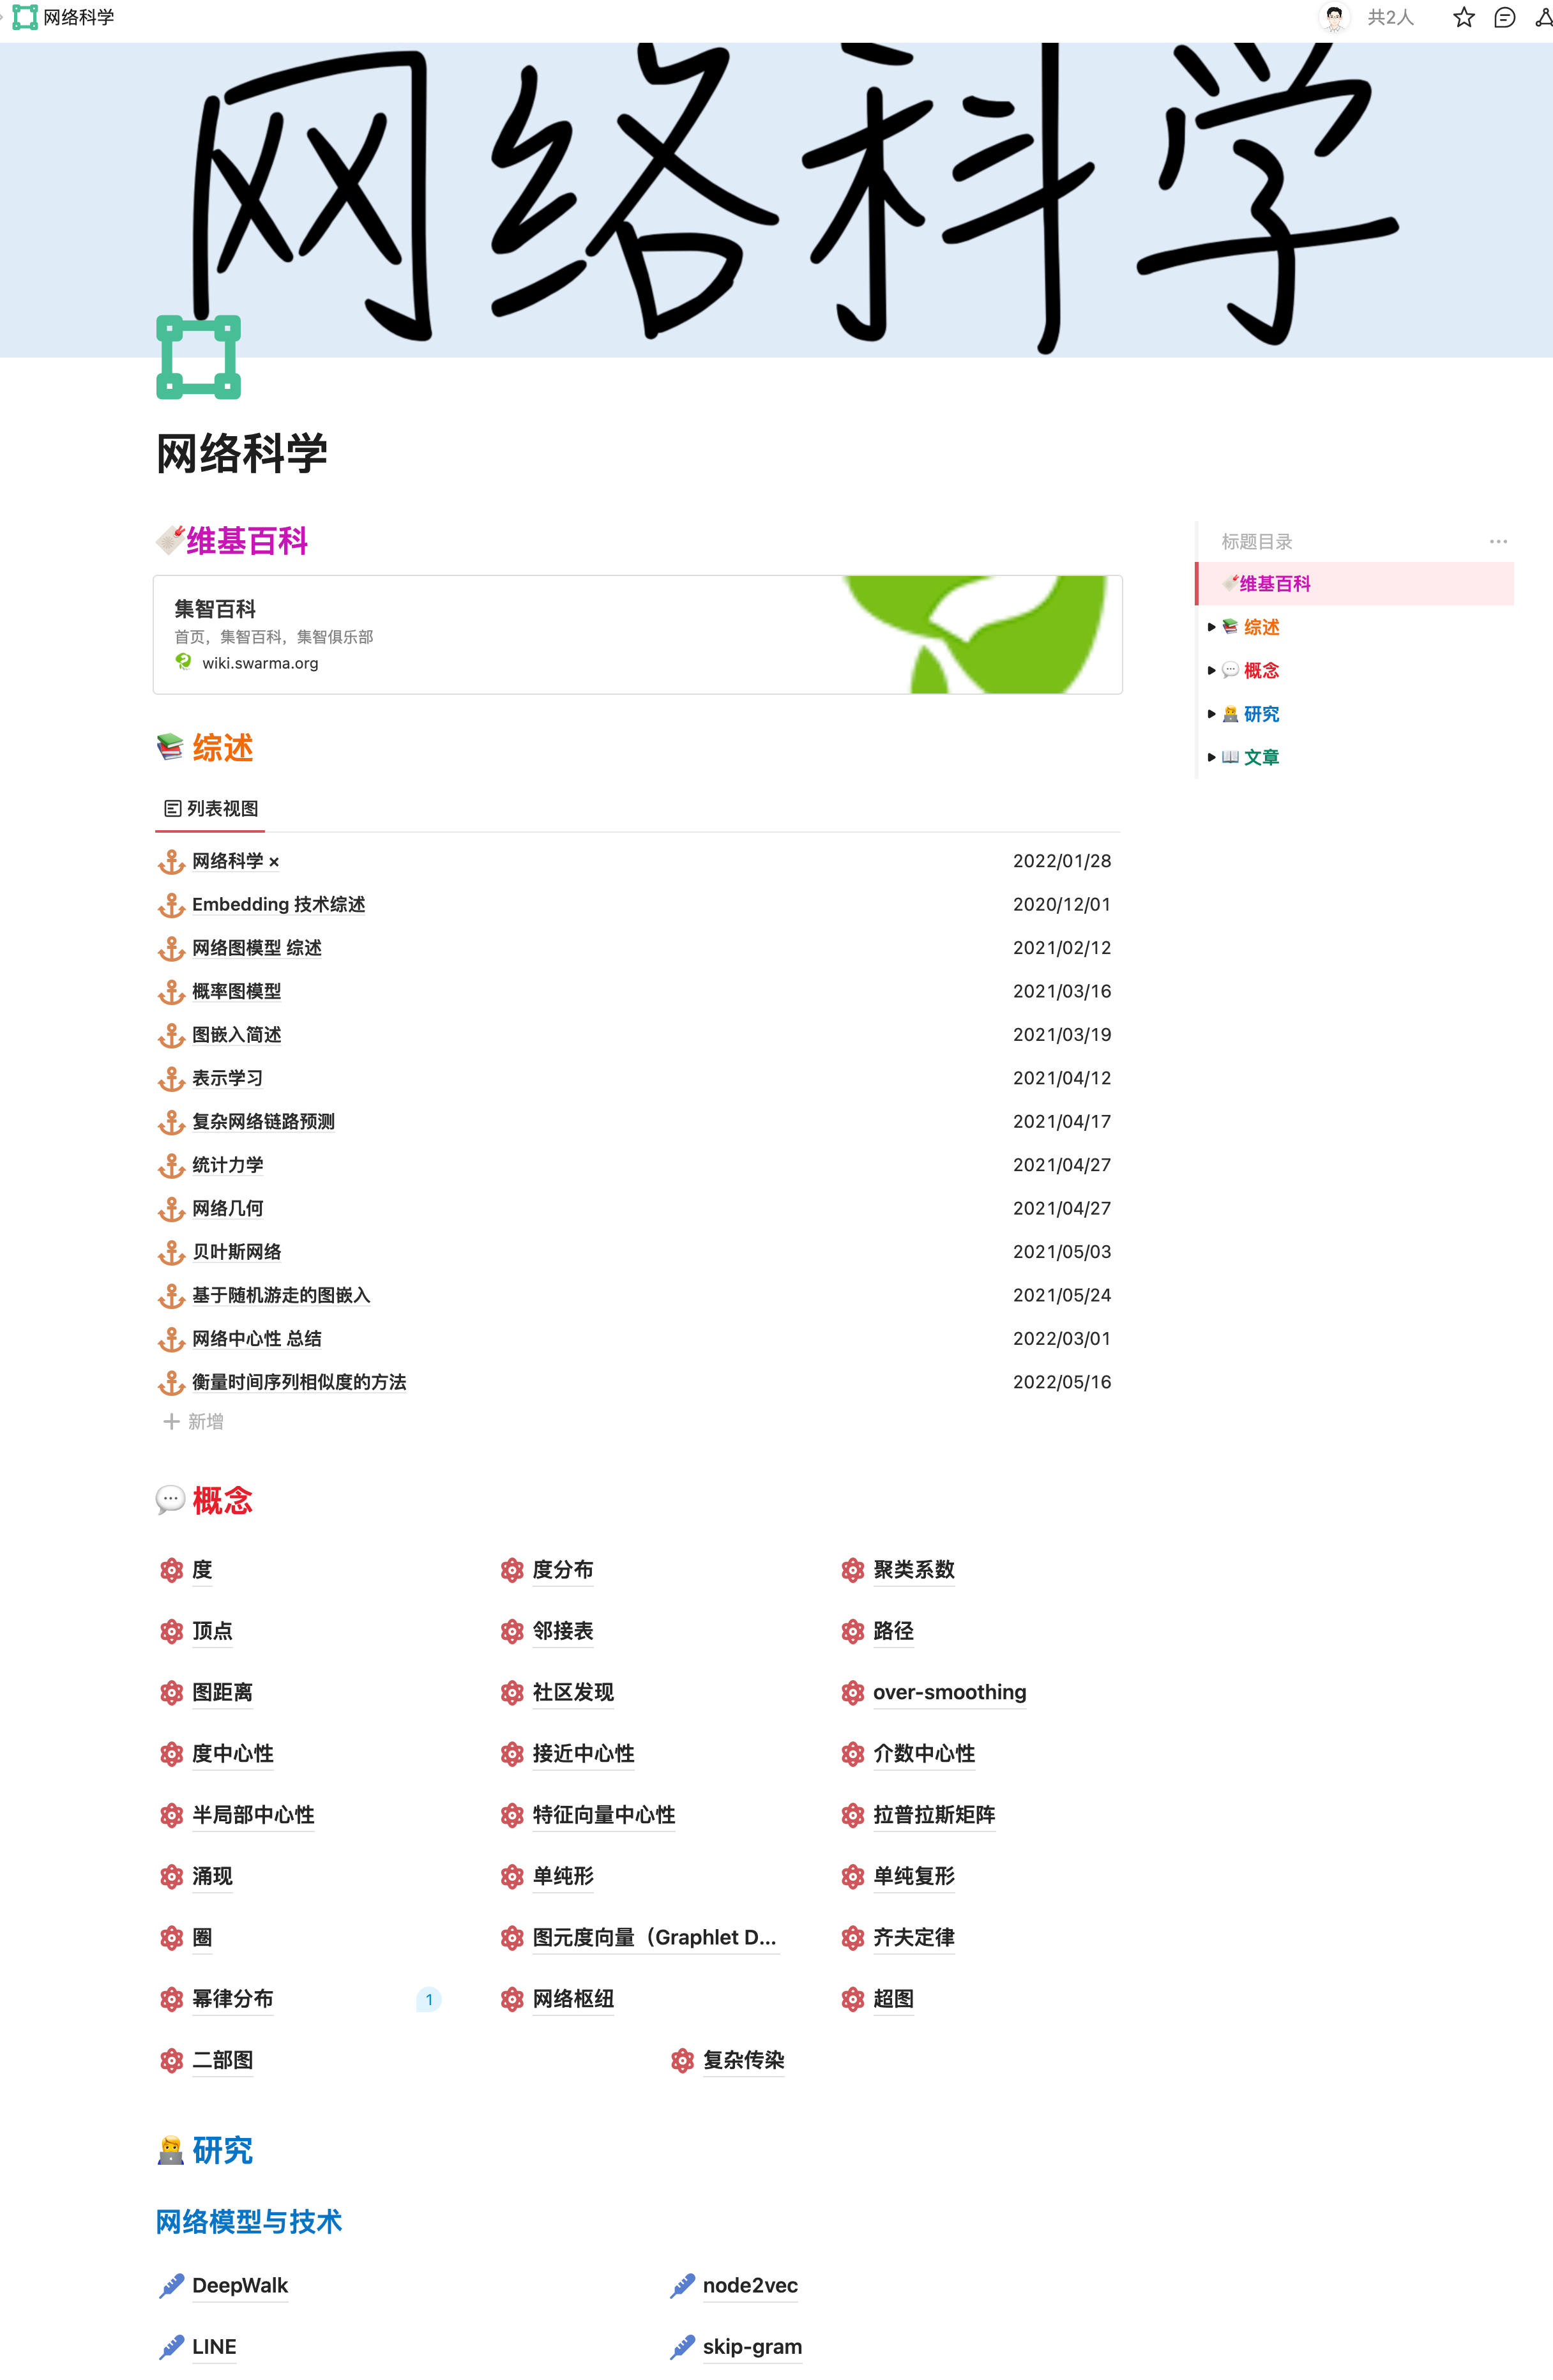 网络科学
共2人
网络科学
网络科学
维基百科
集智百科
首页，集智百科，集智俱乐部
wiki.swarma.org
标题目录
维基百科
综述
概念
研究
文章
综述
列表视图
网络科学 × 2022/01/28
Embedding 技术综述 2020/12/01
网络图模型 综述 2021/02/12
概率图模型 2021/03/16
图嵌入简述 2021/03/19
表示学习 2021/04/12
复杂网络链路预测 2021/04/17
统计力学 2021/04/27
网络几何 2021/04/27
贝叶斯网络 2021/05/03
基于随机游走的图嵌入 2021/05/24
网络中心性 总结 2022/03/01
衡量时间序列相似度的方法 2022/05/16
新增
概念
度 度分布 聚类系数
顶点 邻接表 路径
图距离 社区发现 over-smoothing
度中心性 接近中心性 介数中心性
半局部中心性 特征向量中心性 拉普拉斯矩阵
涌现 单纯形 单纯复形
圈 图元度向量（Graphlet D... 齐夫定律
幂律分布 1 网络枢纽 超图
二部图 复杂传染
研究
网络模型与技术
DeepWalk node2vec
LINE skip-gram